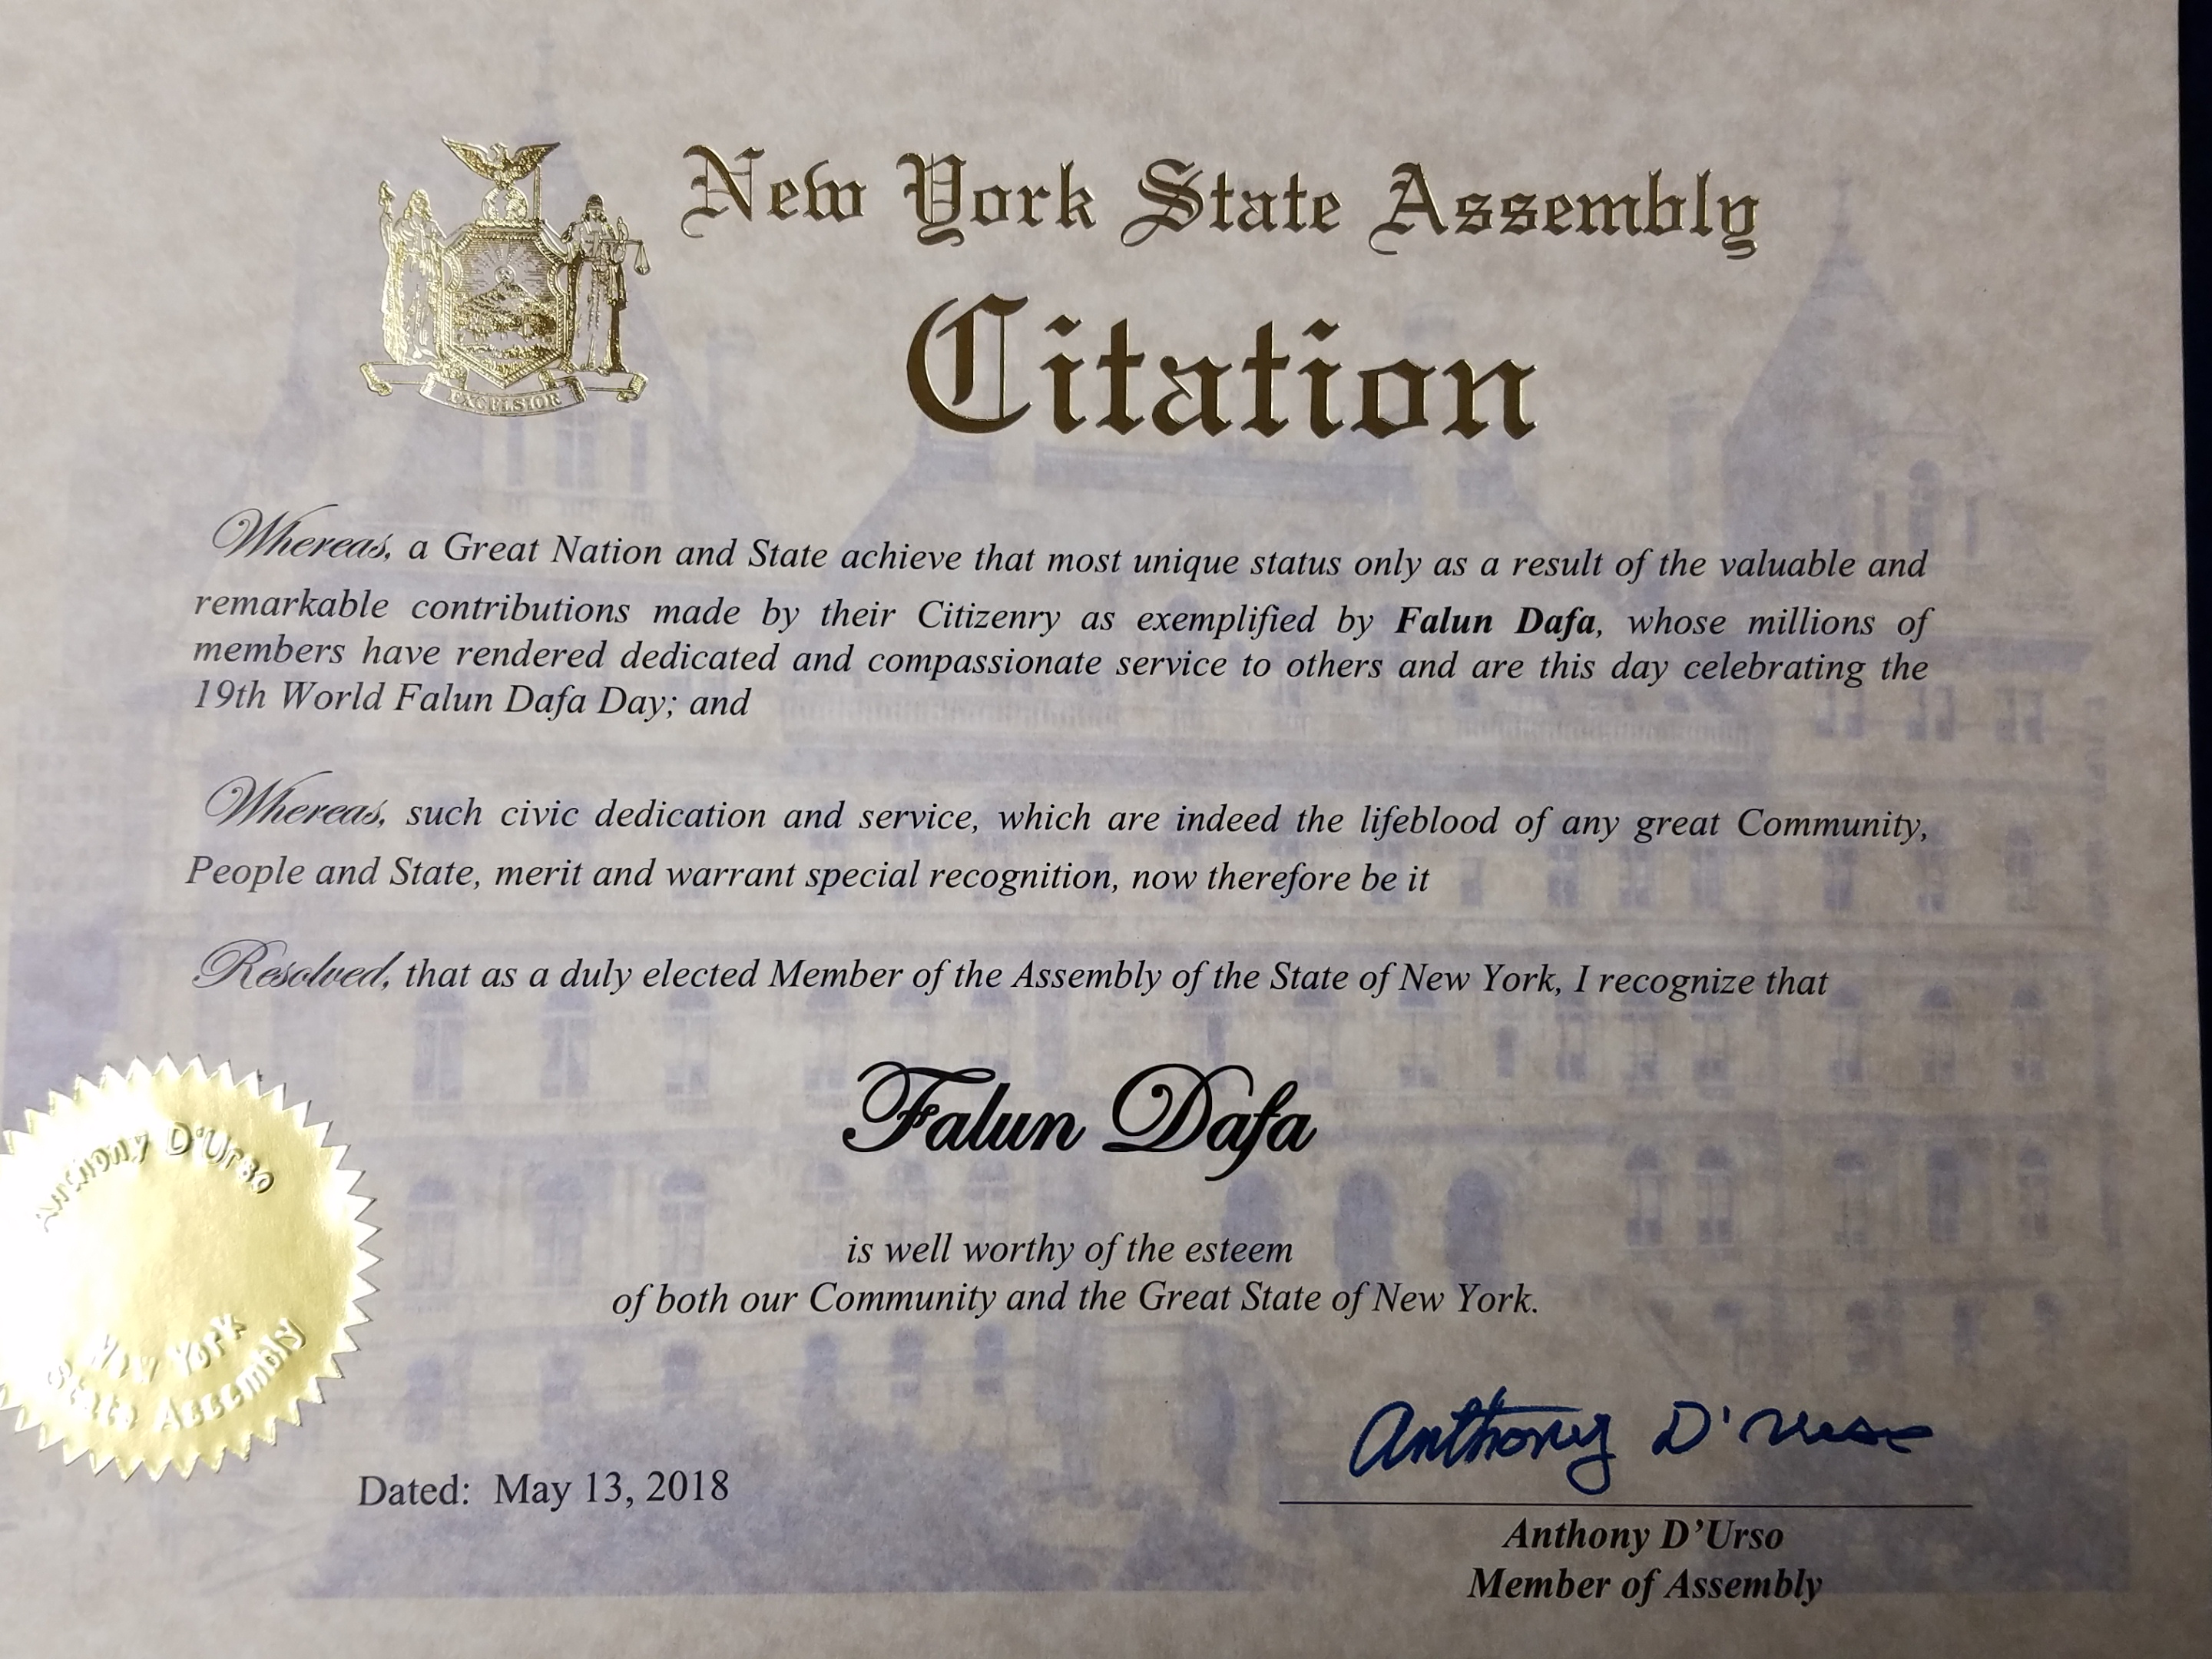 New York State Assembly
Citation
EXCELSIOR
Whereas, a Great Nation and State achieve that most unique status only as a result of the valuable and
remarkable contributions made by their Citizenry as exemplified by Falun Dafa, whose millions of
members have rendered dedicated and compassionate service to others and are this day celebrating the
19th World Falun Dafa Day; and
Whereas, such civic dedication and service, which are indeed the lifeblood of any great Community,
People and State, merit and warrant special recognition, now therefore be it
Resolved, that as a duly elected Member of the Assembly of the State of New York, I recognize that
Falun Dafa
is well worthy of the esteem
of both our Community and the Great State of New York.
Anthony D'Urso
New York
State Assembly
Anthony D'Urso
Dated: May 13, 2018
Anthony D’Urso
Member of Assembly